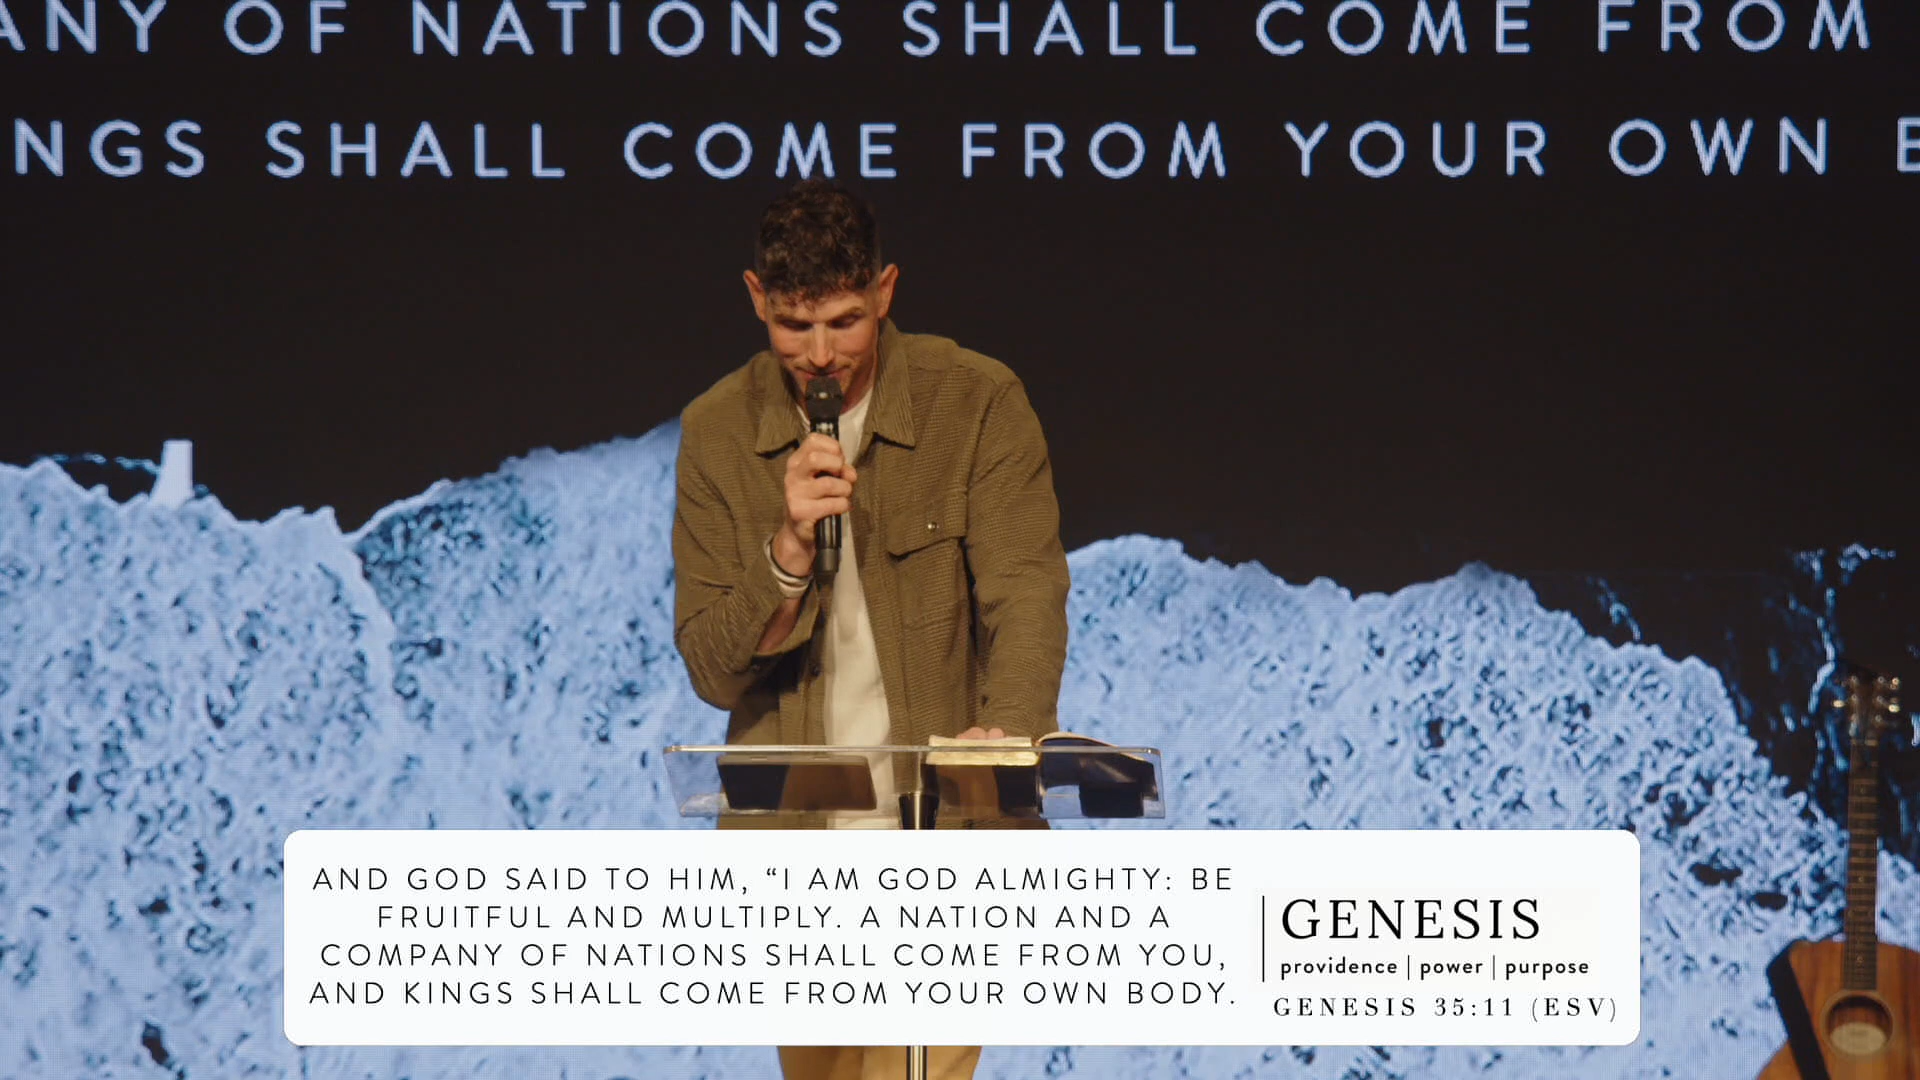 ANY OF NATIONS SHALL COME FROM
NGS SHALL COME FROM YOUR OWN
AND GOD SAID TO HIM, “I AM GOD ALMIGHTY: BE
FRUITFUL AND MULTIPLY. A NATION AND A
COMPANY OF NATIONS SHALL COME FROM YOU,
AND KINGS SHALL COME FROM YOUR OWN BODY.
GENESIS
providence | power | purpose
GENESIS 35:11 (ESV)